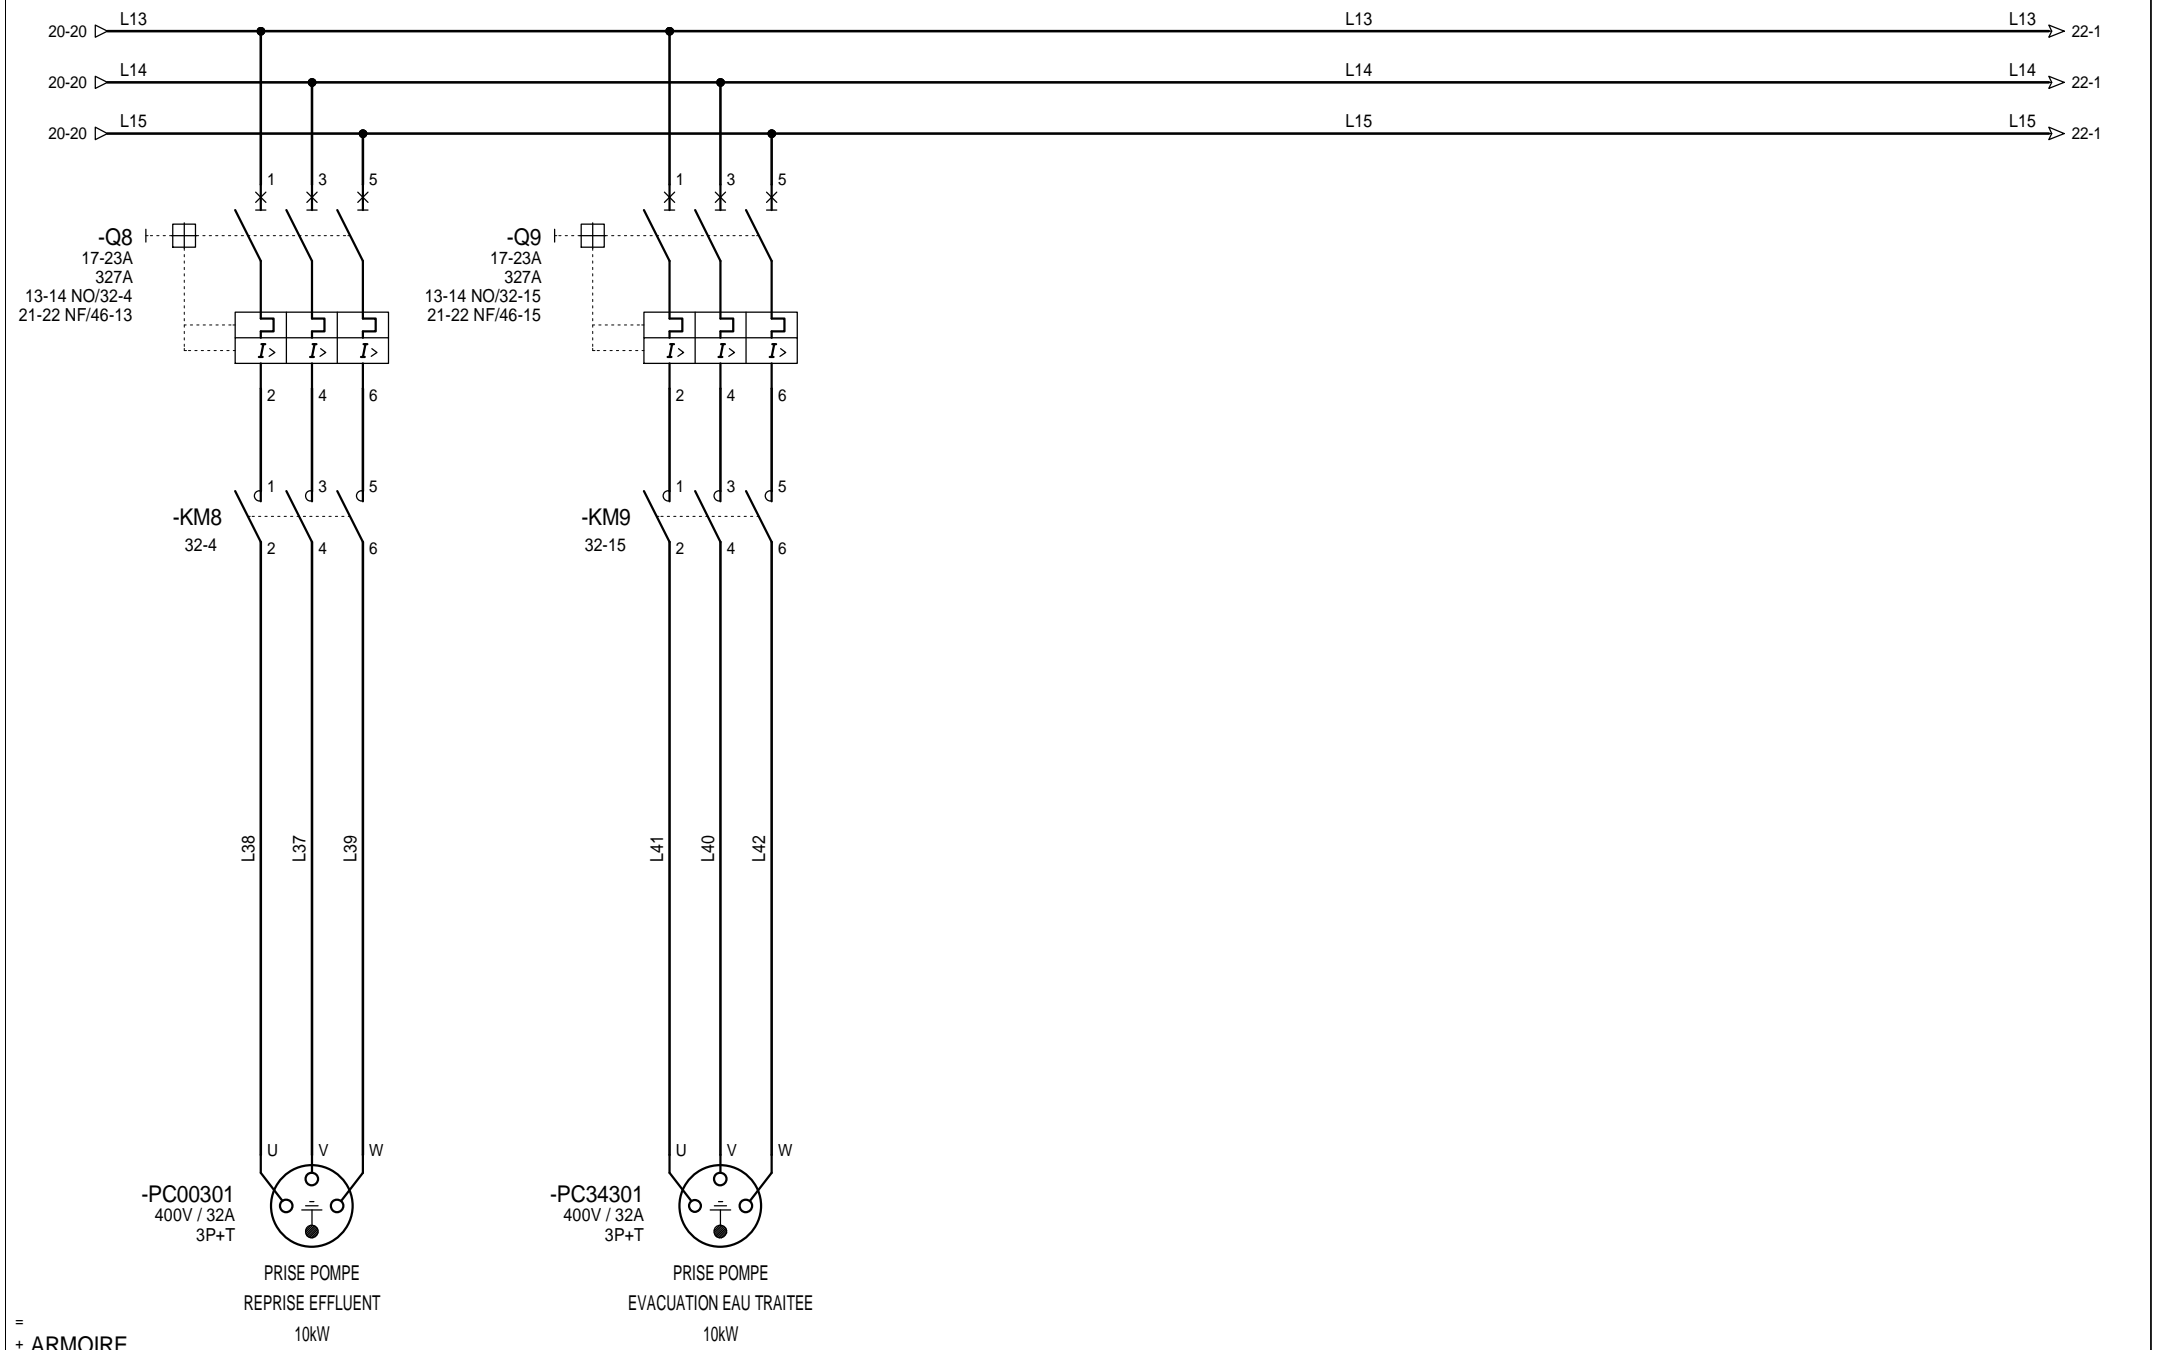 L13 L13 L13
20-20 22-1
L14 L14 L14
20-20 22-1
L15 L15 L15
20-20 22-1
1 3 5 1 3 5
-Q8
17-23A
327A
13-14 NO/32-4
21-22 NF/46-13
-Q9
17-23A
327A
13-14 NO/32-15
21-22 NF/46-15
I> I> I> I> I> I>
2 4 6 2 4 6
1 3 5 1 3 5
-KM8
32-4
-KM9
32-15
2 4 6 2 4 6
L38 L37 L39 L41 L40 L42
U V W U V W
-PC00301
400V / 32A
3P+T
-PC34301
400V / 32A
3P+T
PRISE POMPE
REPRISE EFFLUENT
10kW
PRISE POMPE
EVACUATION EAU TRAITEE
10kW
=
+ ARMOIRE